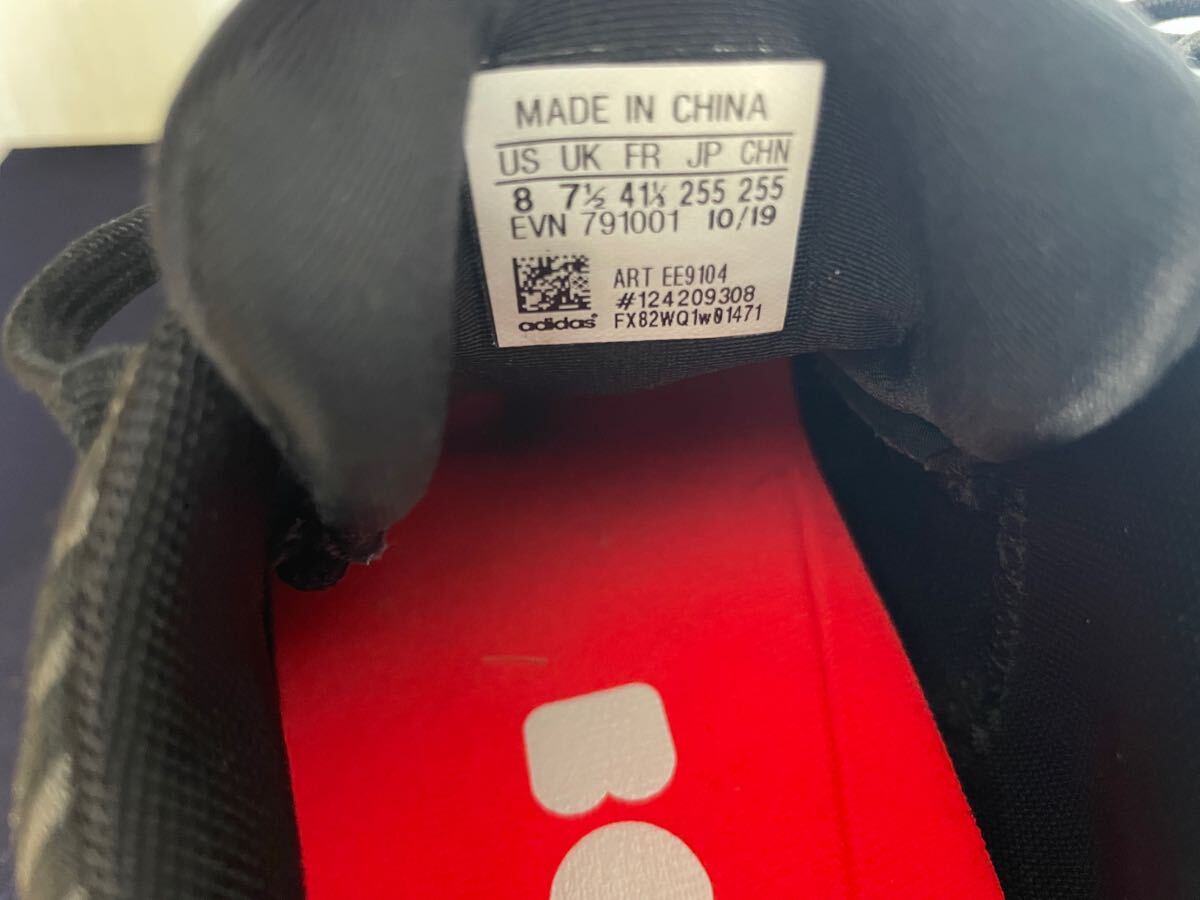 MADE IN CHINA
US UK FR JP CHN
8 7½ 41⅓ 255 255
EVN 791001 10/19
ART EE9104
#124209308
adidas® FX82WQ1w01471
B